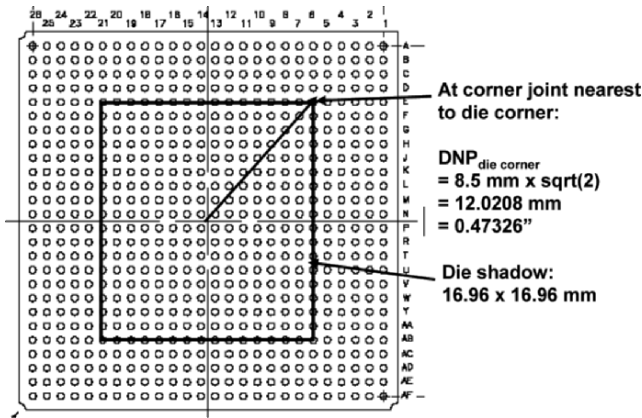 26 24 22 20 18 16 14 12 10 8 6 4 2
25 23 21 19 17 15 13 11 9 7 5 3 1
A
B
C
D
F
G
H
J
K
L
M
N
P
R
T
U
V
W
Y
AA
AB
AC
AD
AE
AF
At corner joint nearest
to die corner:
DNP die corner
= 8.5 mm x sqrt(2)
= 12.0208 mm
= 0.47326”
Die shadow:
16.96 x 16.96 mm